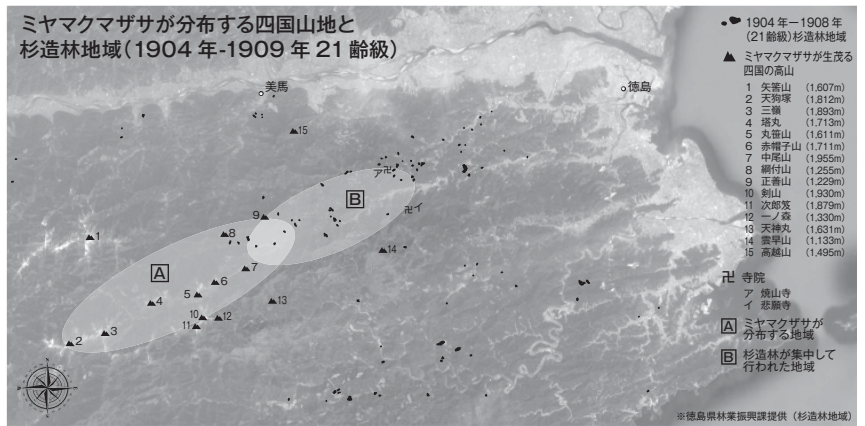 ミヤマクマザサが分布する四国山地と
杉造林地域(1904年-1909年21齢級)
美馬
徳島
1
2
3
4
5
6
7
8
9
10
11
12
13
14
15
A
B
ア卍
卍イ
1904年ー1908年
(21齢級)杉造林地域
ミヤマクマザサが生茂る
四国の高山
1 矢筈山 (1,607m)
2 天狗塚 (1,812m)
3 三嶺 (1,893m)
4 塔丸 (1,713m)
5 丸笹山 (1,611m)
6 赤帽子山 (1,711m)
7 中尾山 (1,955m)
8 綱付山 (1,255m)
9 正善山 (1,229m)
10 剣山 (1,930m)
11 次郎笈 (1,879m)
12 一ノ森 (1,330m)
13 天神丸 (1,631m)
14 雲早山 (1,133m)
15 高越山 (1,495m)
卍 寺院
ア 焼山寺
イ 悲願寺
A ミヤマクマザサが
分布する地域
B 杉造林が集中して
行われた地域
※徳島県林業振興課提供（杉造林地域）